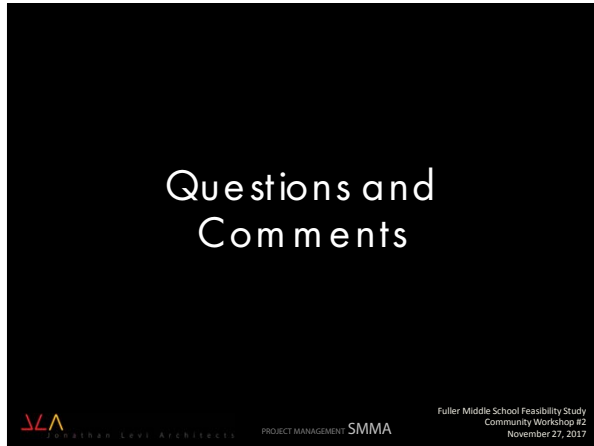 Questions and
Comments
JLA
Jonathan Levi Architects
PROJECT MANAGEMENT SMMA
Fuller Middle School Feasibility Study
Community Workshop #2
November 27, 2017